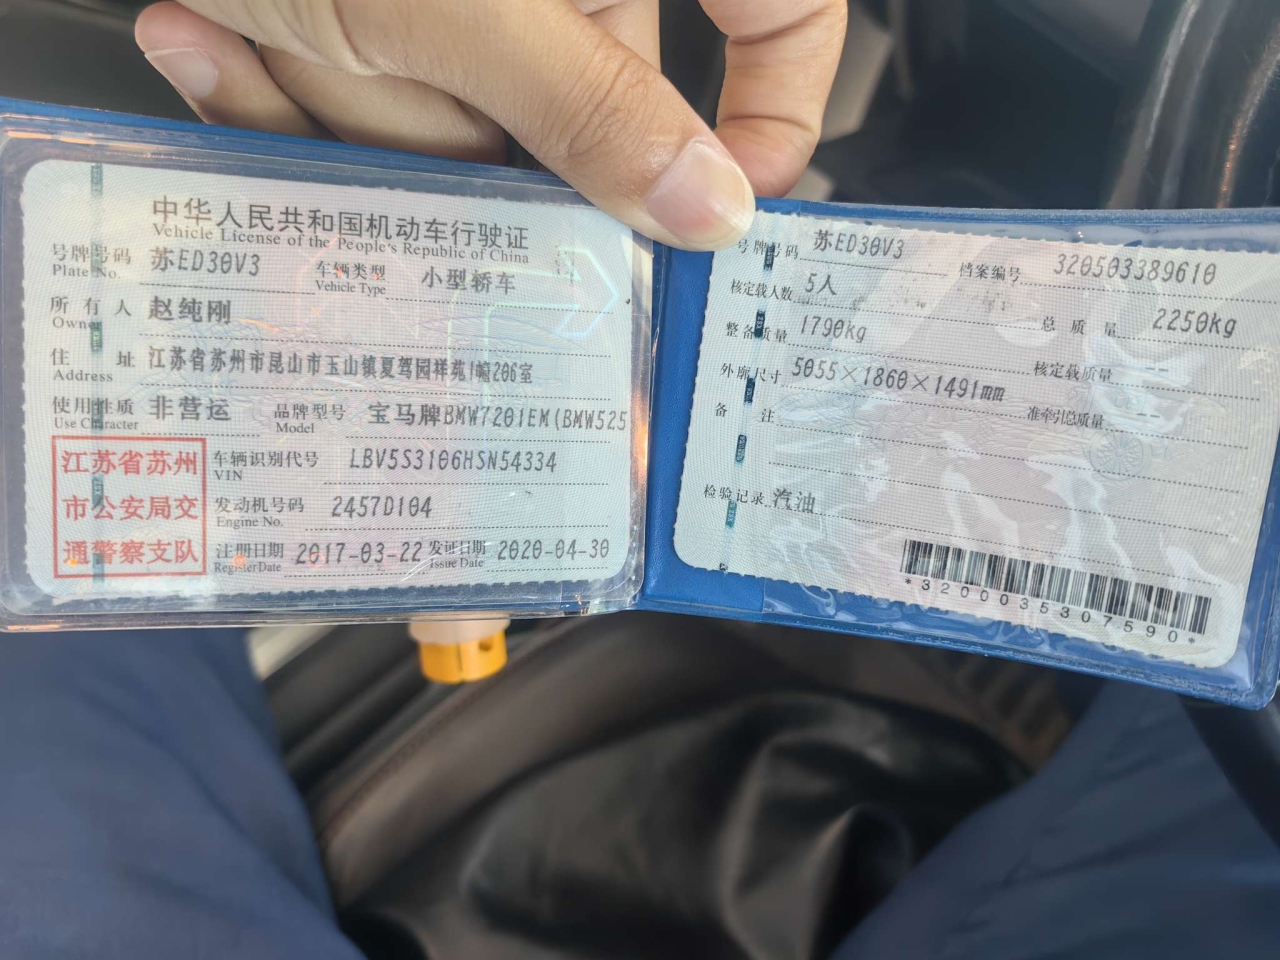 中华人民共和国机动车行驶证
Vehicle License of the People's Republic of China
号牌号码 苏ED30V3 车辆类型 小型轿车
Plate No. Vehicle Type
所有人 赵纯刚
Owner
住址 江苏省苏州市昆山市玉山镇夏驾园祥苑1幢206室
Address
使用性质 非营运 品牌型号 宝马牌BMW7201EM(BMW525
Use Character Model
江苏省苏州
市公安局交
通警察支队
车辆识别代号 LBV5S3106HSN54334
VIN
发动机号码 2457D104
Engine No.
注册日期 2017-03-22 发证日期 2020-04-30
Register Date Issue Date
号牌号码 苏ED30V3 档案编号 320503389610
核定载人数 5人 总质量 2250kg
整备质量 1790kg 核定载质量 --
外廓尺寸 5055×1860×1491mm 准牵引总质量 --
备注
检验记录 汽油
*3200035307590*